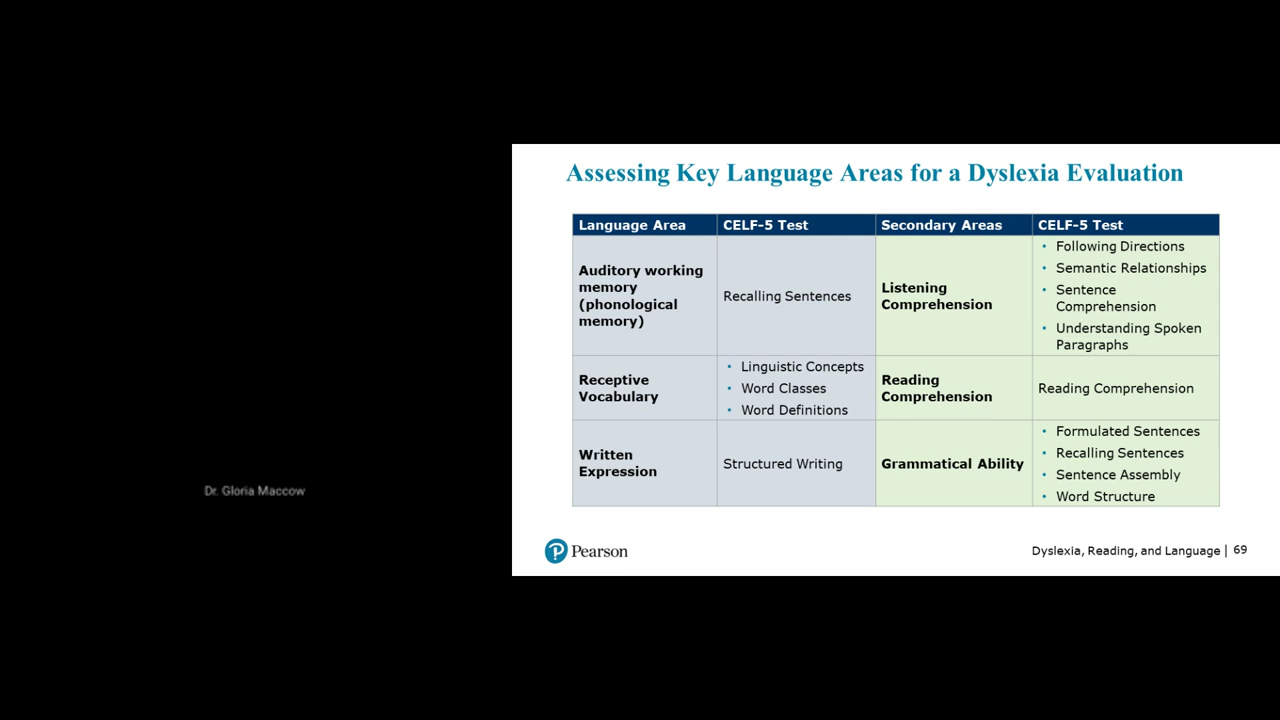 Assessing Key Language Areas for a Dyslexia Evaluation
Language Area
CELF-5 Test
Secondary Areas
CELF-5 Test
Auditory working
memory
(phonological
memory)
Recalling Sentences
Listening
Comprehension
• Following Directions
• Semantic Relationships
• Sentence
Comprehension
• Understanding Spoken
Paragraphs
Receptive
Vocabulary
• Linguistic Concepts
• Word Classes
• Word Definitions
Reading
Comprehension
Reading Comprehension
Written
Expression
Structured Writing
Grammatical Ability
• Formulated Sentences
• Recalling Sentences
• Sentence Assembly
• Word Structure
Dr. Gloria Maccow
P Pearson
Dyslexia, Reading, and Language | 69